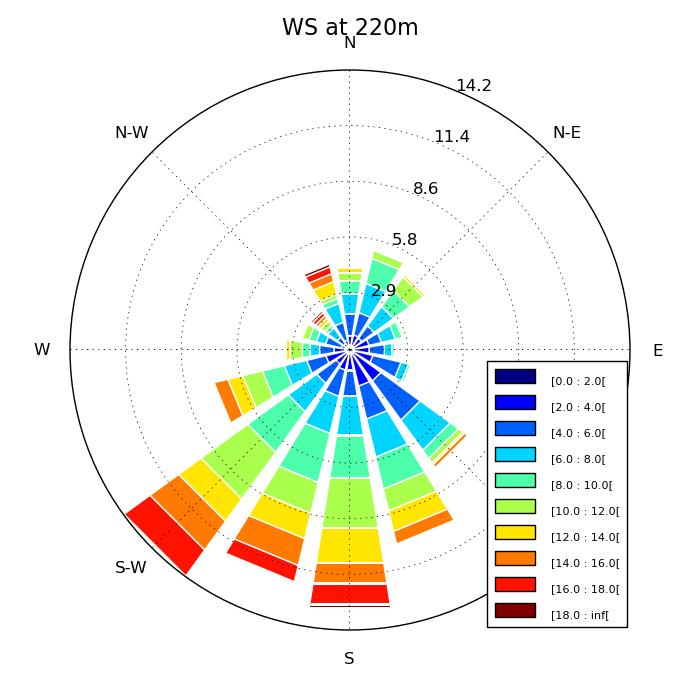 WS at 220m
N
14.2
N-W
N-E
11.4
8.6
5.8
2.9
W
E
[0.0 : 2.0[
[2.0 : 4.0[
[4.0 : 6.0[
[6.0 : 8.0[
[8.0 : 10.0[
[10.0 : 12.0[
[12.0 : 14.0[
[14.0 : 16.0[
[16.0 : 18.0[
[18.0 : inf[
S-W
S